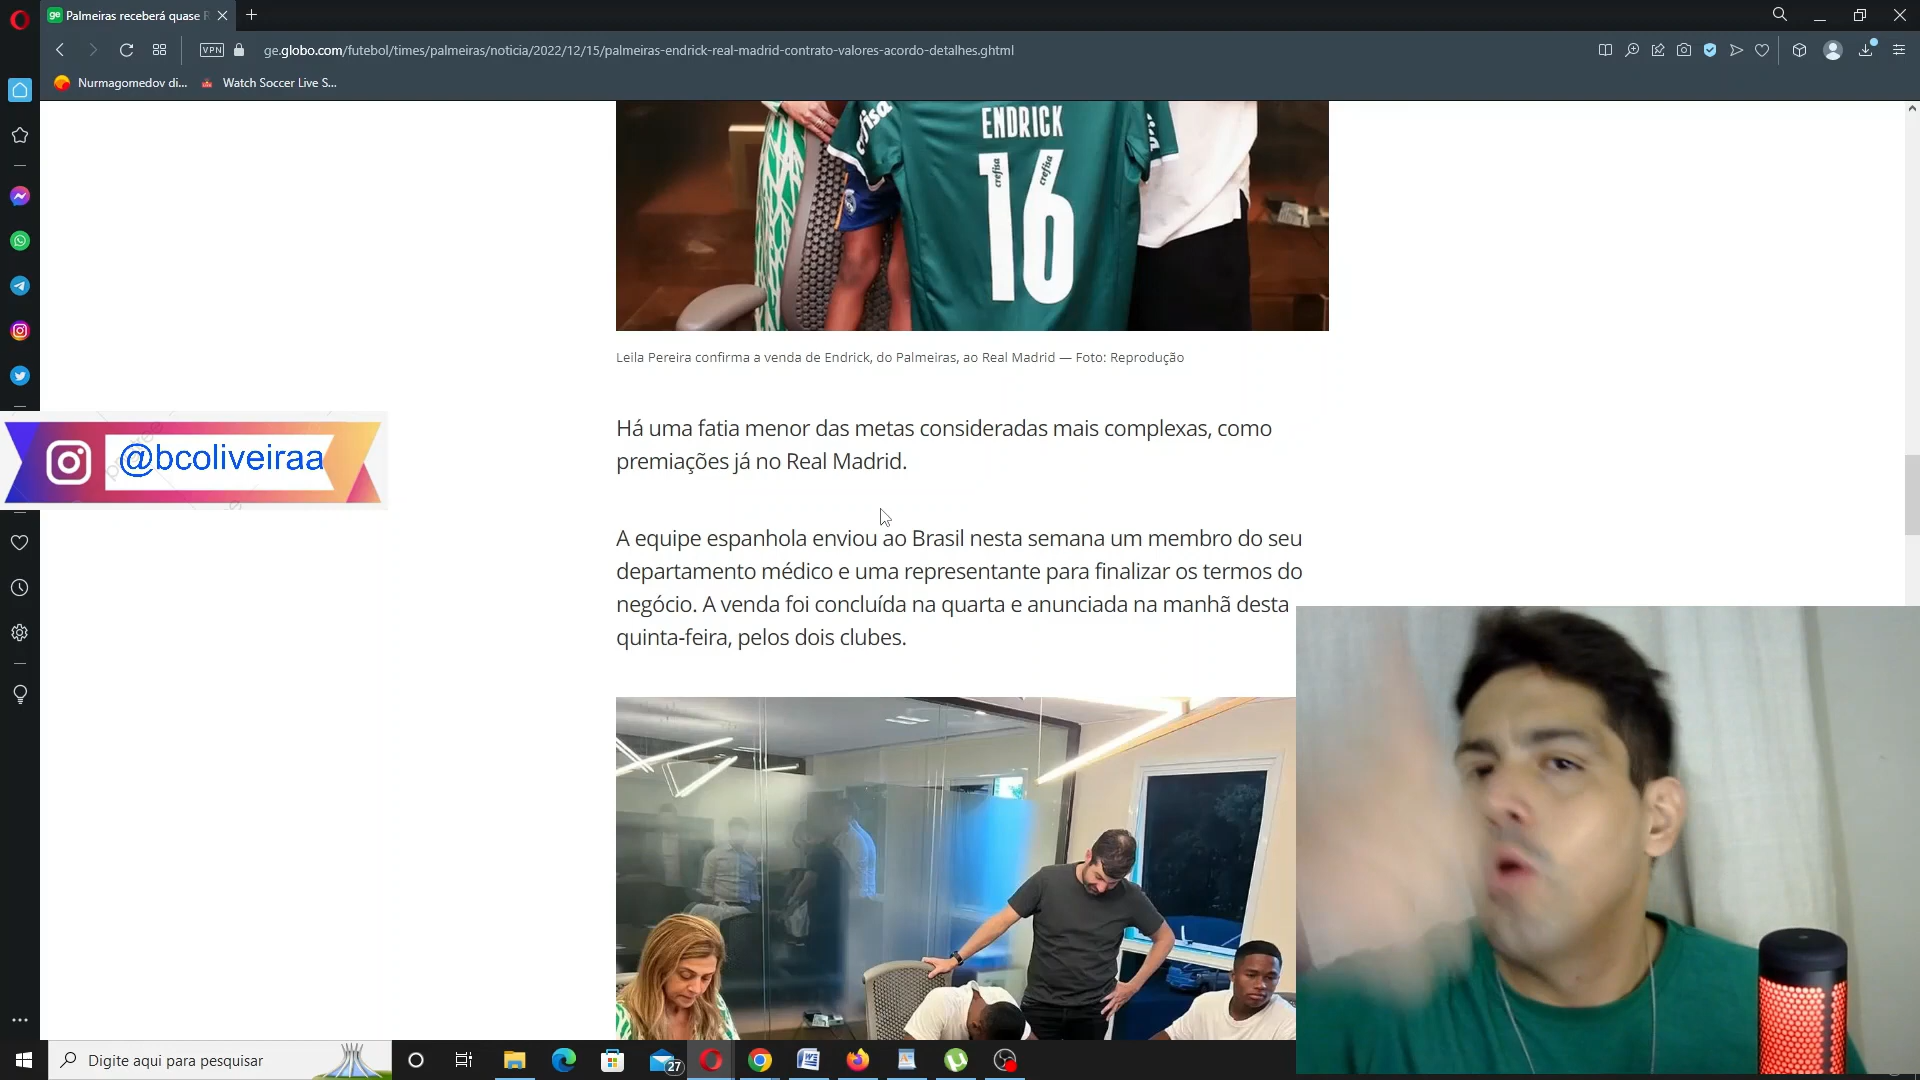 Palmeiras receberá quase R
VPN
ge.globo.com/futebol/times/palmeiras/noticia/2022/12/15/palmeiras-endrick-real-madrid-contrato-valores-acordo-detalhes.ghtml
Nurmagomedov di...
Watch Soccer Live S...
crefisa
ENDRICK
16
crefisa
crefisa
Leila Pereira confirma a venda de Endrick, do Palmeiras, ao Real Madrid — Foto: Reprodução
Há uma fatia menor das metas consideradas mais complexas, como
premiações já no Real Madrid.
@bcoliveiraa
A equipe espanhola enviou ao Brasil nesta semana um membro do seu
departamento médico e uma representante para finalizar os termos do
negócio. A venda foi concluída na quarta e anunciada na manhã desta
quinta-feira, pelos dois clubes.
Digite aqui para pesquisar
27